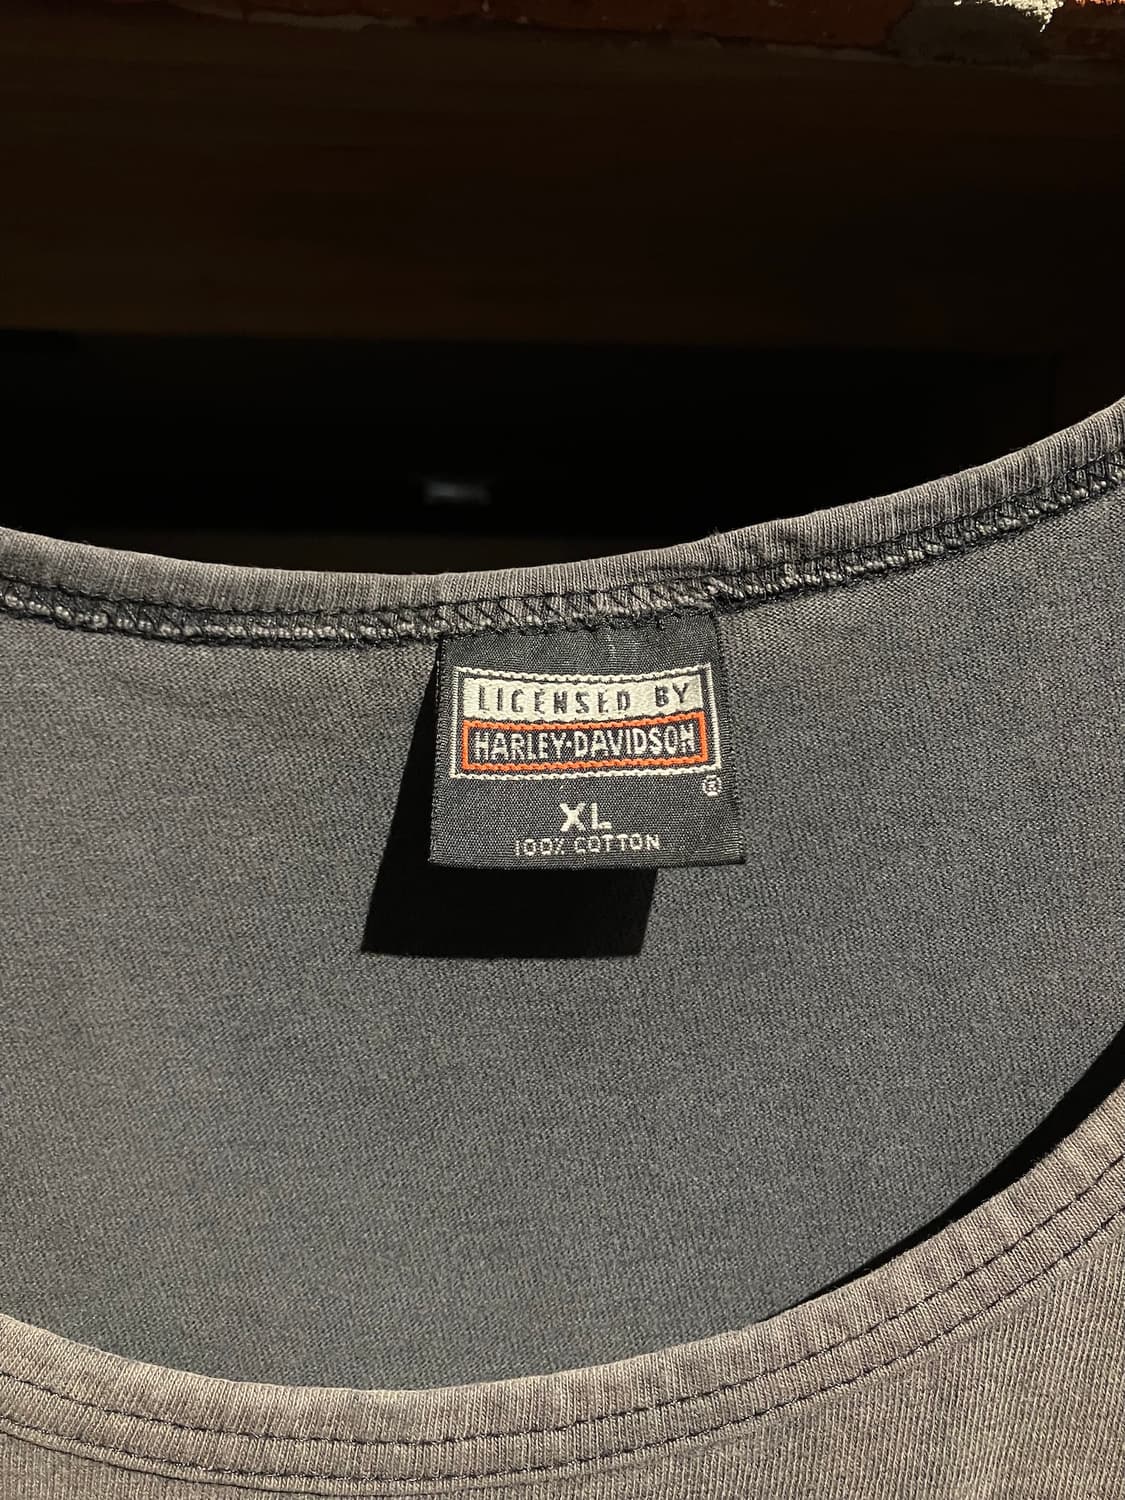 LICENSED BY
HARLEY-DAVIDSON
®
XL
100% COTTON